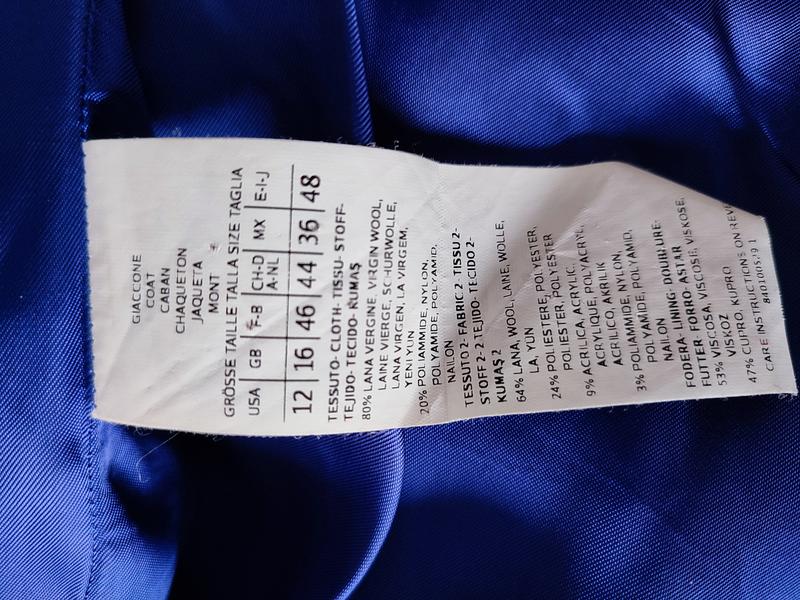 GIACCONE
COAT
CABAN
CHAQUETON
JAQUETA
MONT
GRÖSSE TAILLE TALLA SIZE TAGLIA
USA GB F-B CH-D A-NL MX E-I-J
12 16 46 44 36 48
TESSUTO- CLOTH- TISSU- STOFF-
TEJIDO- TECIDO- KUMAŞ
80% LANA VERGINE, VIRGIN WOOL,
LAINE VIERGE, SCHURWOLLE,
LANA VIRGEN, LA VIRGEM,
YENI YUN
20% POLIAMMIDE, NYLON,
POLYAMIDE, POLYAMID,
NAILON
TESSUTO 2- FABRIC 2- TISSU 2-
STOFF 2- 2 TEJIDO- TECIDO 2-
KUMAS 2
64% LANA, WOOL, LAINE, WOLLE,
LA, YUN
24% POLIESTERE, POLYESTER,
POLIESTER, POLYESTER
9% ACRILICA, ACRYLIC,
ACRYLIQUE, POLYACRYL,
ACRILICO, AKRILIK
3% POLIAMMIDE, NYLON,
POLYAMIDE, POLYAMID,
NAILON
FODERA- LINING- DOUBLURE-
FUTTER- FORRO- ASTAR
53% VISCOSA, VISCOSE, VISKOSE,
VISKOZ
47% CUPRO, KUPRO
CARE INSTRUCTIONS ON